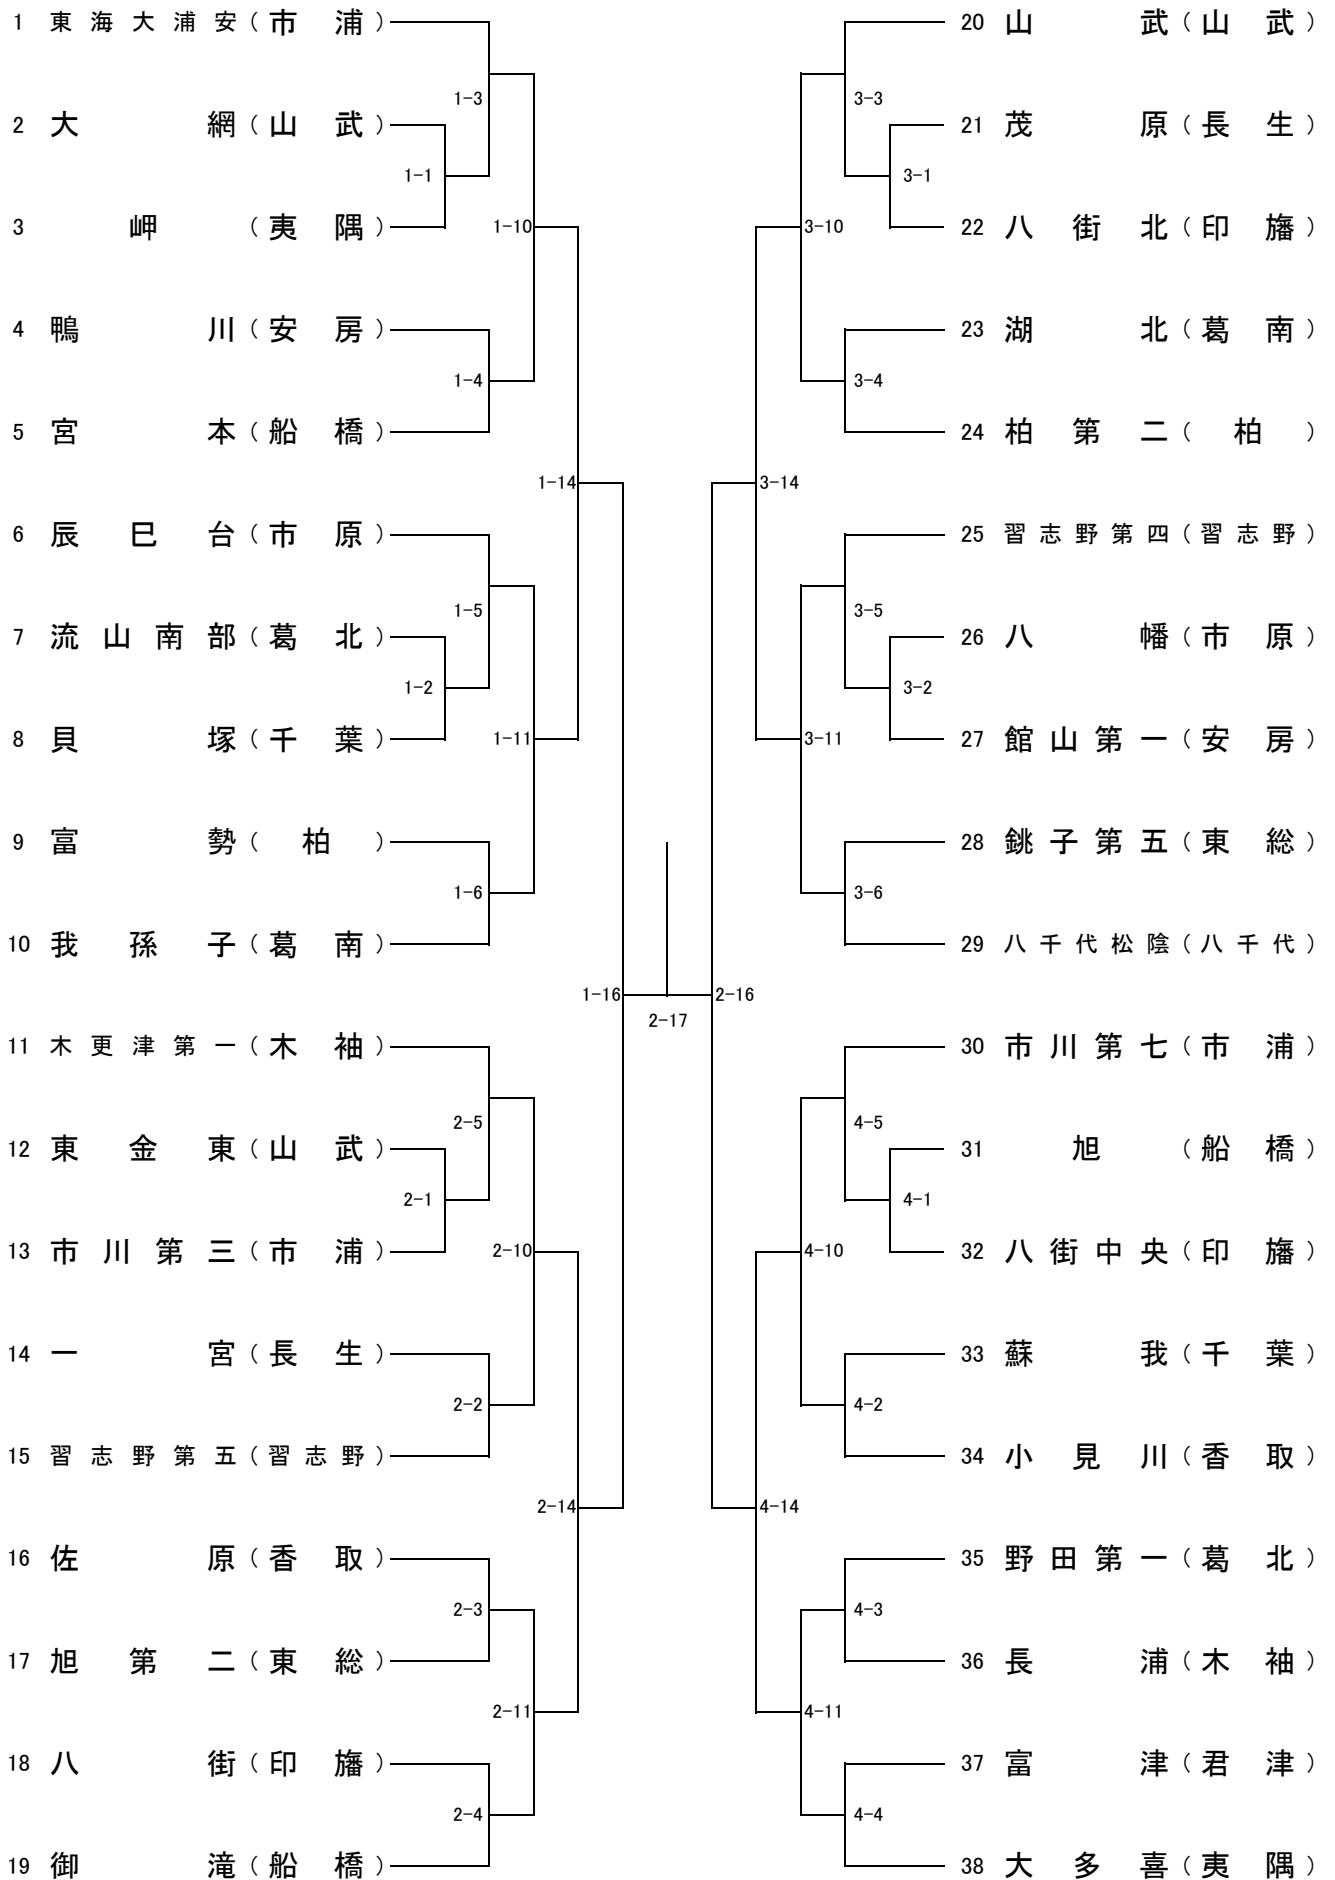 1 東海大浦安（市浦）
1-3
2 大網（山武）
1-1
3 岬（夷隅）
1-10
4 鴨川（安房）
1-4
5 宮本（船橋）
1-14
6 辰巳台（市原）
1-5
7 流山南部（葛北）
1-2
8 貝塚（千葉）
1-11
9 富勢（柏）
1-6
10 我孫子（葛南）
1-16
11 木更津第一（木袖）
2-5
12 東金東（山武）
2-1
13 市川第三（市浦）
2-10
14 一宮（長生）
2-2
15 習志野第五（習志野）
2-14
16 佐原（香取）
2-3
17 旭第二（東総）
2-11
18 八街（印旛）
2-4
19 御滝（船橋）
2-17
20 山武（山武）
3-3
21 茂原（長生）
3-1
22 八街北（印旛）
3-10
23 湖北（葛南）
3-4
24 柏第二（柏）
3-14
25 習志野第四（習志野）
3-5
26 八幡（市原）
3-2
27 館山第一（安房）
3-11
28 銚子第五（東総）
3-6
29 八千代松陰（八千代）
2-16
30 市川第七（市浦）
4-5
31 旭（船橋）
4-1
32 八街中央（印旛）
4-10
33 蘇我（千葉）
4-2
34 小見川（香取）
4-14
35 野田第一（葛北）
4-3
36 長浦（木袖）
4-11
37 富津（君津）
4-4
38 大多喜（夷隅）